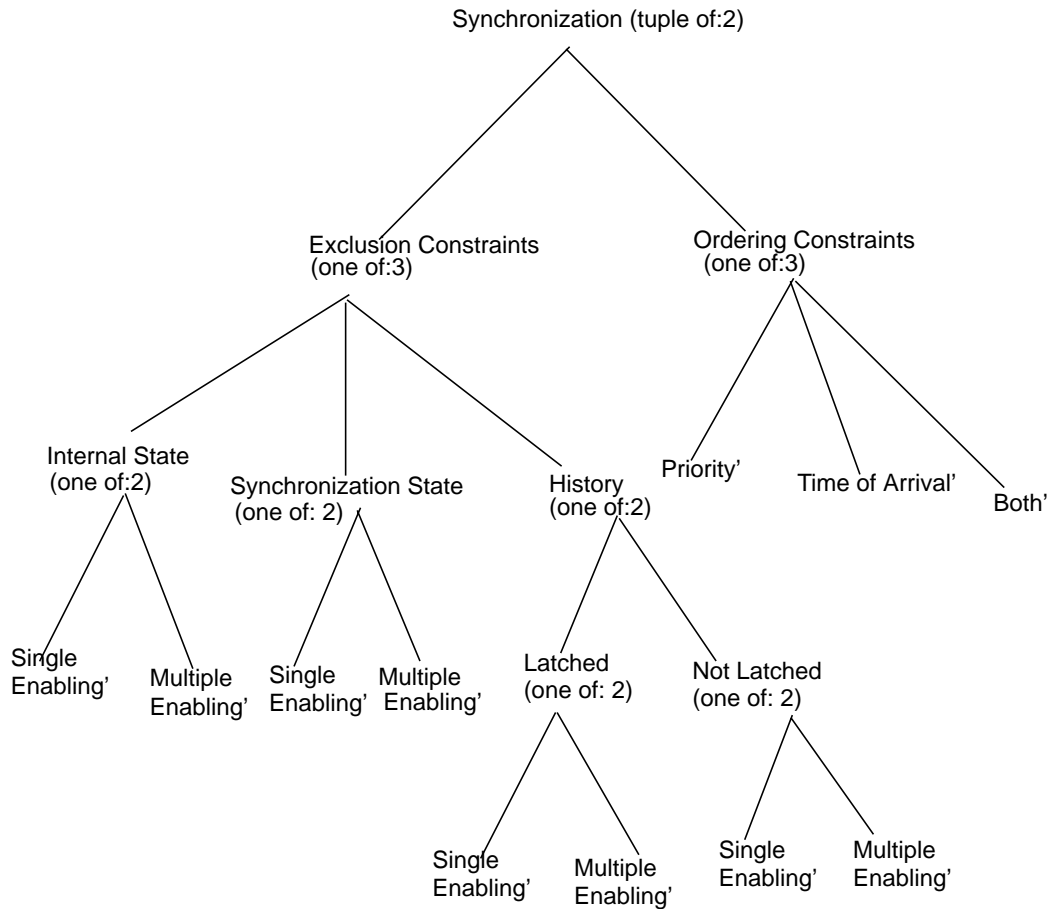 Synchronization (tuple of:2)
Exclusion Constraints
(one of:3)
Ordering Constraints
(one of:3)
Internal State
(one of:2)
Synchronization State
(one of: 2)
History
(one of:2)
Priority’
Time of Arrival’
Both’
Single
Enabling’
Multiple
Enabling’
Single
Enabling’
Multiple
Enabling’
Latched
(one of: 2)
Not Latched
(one of: 2)
Single
Enabling’
Multiple
Enabling’
Single
Enabling’
Multiple
Enabling’